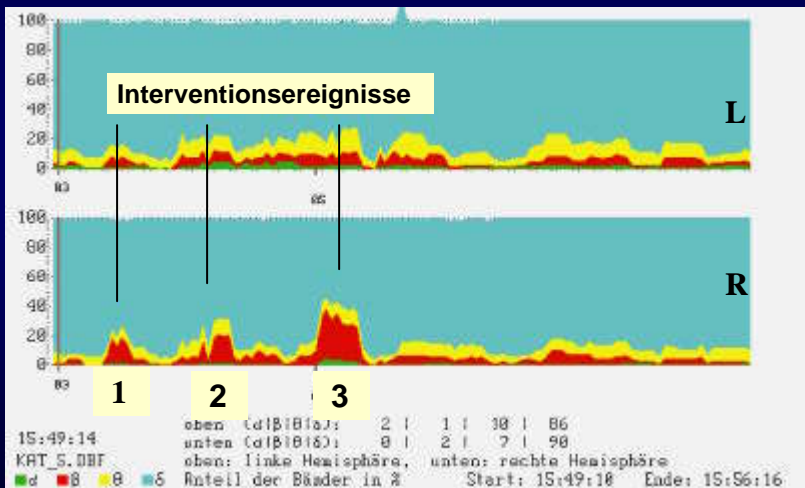 100
80
60
40
20
0
Interventionsereignisse
L
03
05
100
80
60
40
20
0
R
03
1
2
3
oben (α|β|θ|δ): 2 | 1 | 10 | 86
15:49:14
unten (α|β|θ|δ): 0 | 2 | 7 | 90
KAT_S.DBF
oben: linke Hemisphäre, unten: rechte Hemisphäre
α β θ δ
Anteil der Bänder in %
Start: 15:49:10
Ende: 15:56:16